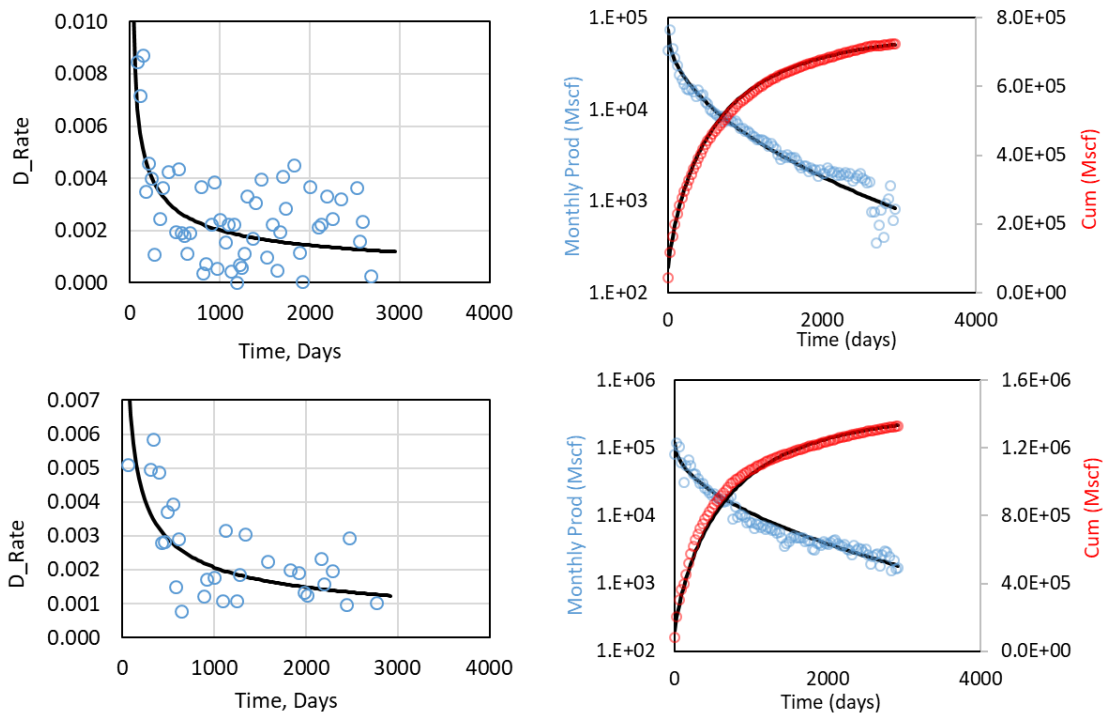 0.010
0.008
0.006
0.004
0.002
0.000
D_Rate
0 1000 2000 3000 4000
Time, Days
1.E+05
1.E+04
1.E+03
1.E+02
Monthly Prod (Mscf)
8.0E+05
6.0E+05
4.0E+05
2.0E+05
0.0E+00
Cum (Mscf)
0 2000 4000
Time (days)
0.007
0.006
0.005
0.004
0.003
0.002
0.001
0.000
D_Rate
0 1000 2000 3000 4000
Time, Days
1.E+06
1.E+05
1.E+04
1.E+03
1.E+02
Monthly Prod (Mscf)
1.6E+06
1.2E+06
8.0E+05
4.0E+05
0.0E+00
Cum (Mscf)
0 2000 4000
Time (days)